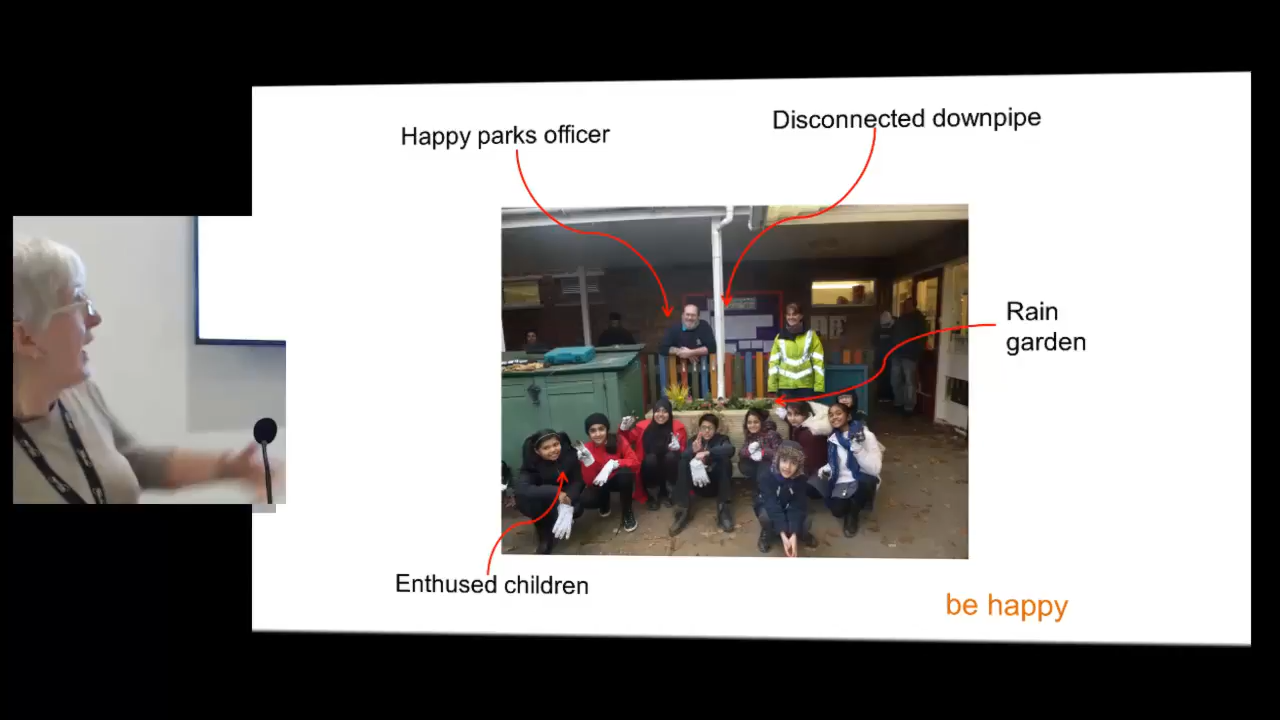 Happy parks officer
Disconnected downpipe
Rain
garden
Enthused children
be happy